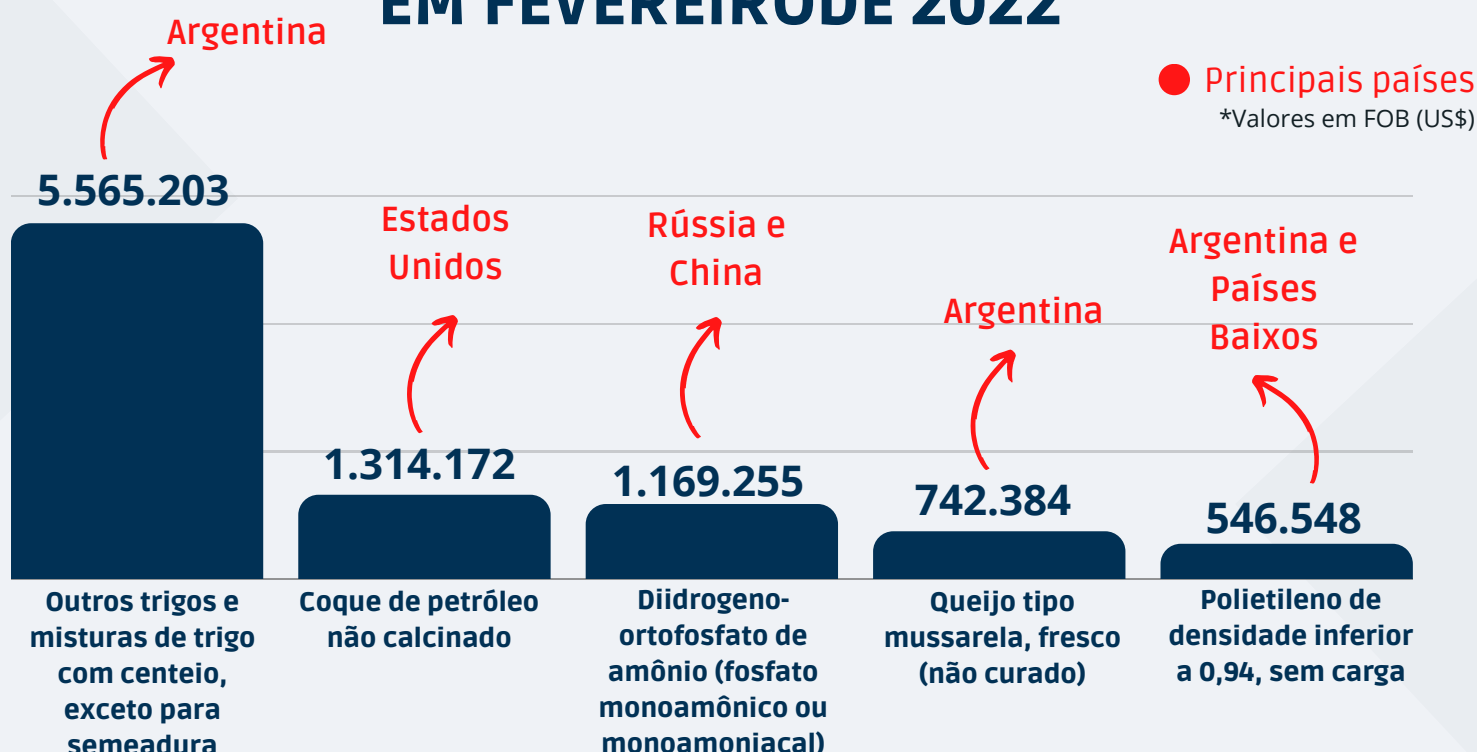 EM FEVEREIRODE 2022
Argentina
Principais países
*Valores em FOB (US$)
5.565.203
Estados
Unidos
Rússia e
China
Argentina
Argentina e
Países
Baixos
1.314.172
1.169.255
742.384
546.548
Outros trigos e
misturas de trigo
com centeio,
exceto para
semeadura
Coque de petróleo
não calcinado
Diidrogeno-
ortofosfato de
amônio (fosfato
monoamônico ou
monoamoniacal)
Queijo tipo
mussarela, fresco
(não curado)
Polietileno de
densidade inferior
a 0,94, sem carga